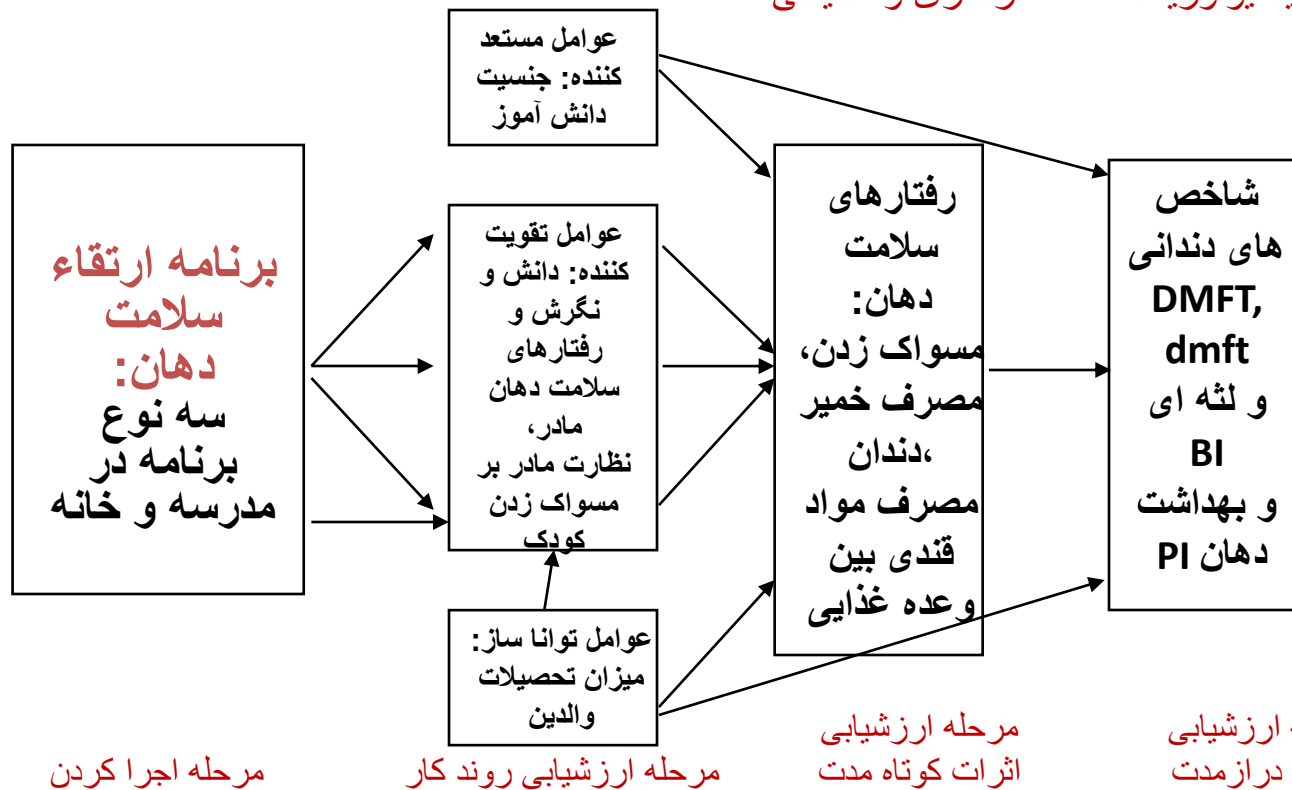 عوامل مستعد
کننده: جنسیت
دانش آموز
برنامه ارتقاء
سلامت
دهان:
سه نوع
برنامه در
مدرسه و خانه
عوامل تقویت
کننده: دانش و
نگرش و
رفتارهای
سلامت دهان
مادر،
نظارت مادر بر
مسواک زدن
کودک
عوامل توانا ساز:
میزان تحصیلات
والدین
رفتارهای
سلامت
دهان:
مسواک زدن،
مصرف خمیر
دندان،
مصرف مواد
قندی بین
وعده غذایی
شاخص
های دندانی
DMFT,
dmft
و لثه ای
BI
و بهداشت
دهان PI
مرحله اجرا کردن
مرحله ارزشیابی روند کار
مرحله ارزشیابی
اثرات کوتاه مدت
ارزشیابی
درازمدت